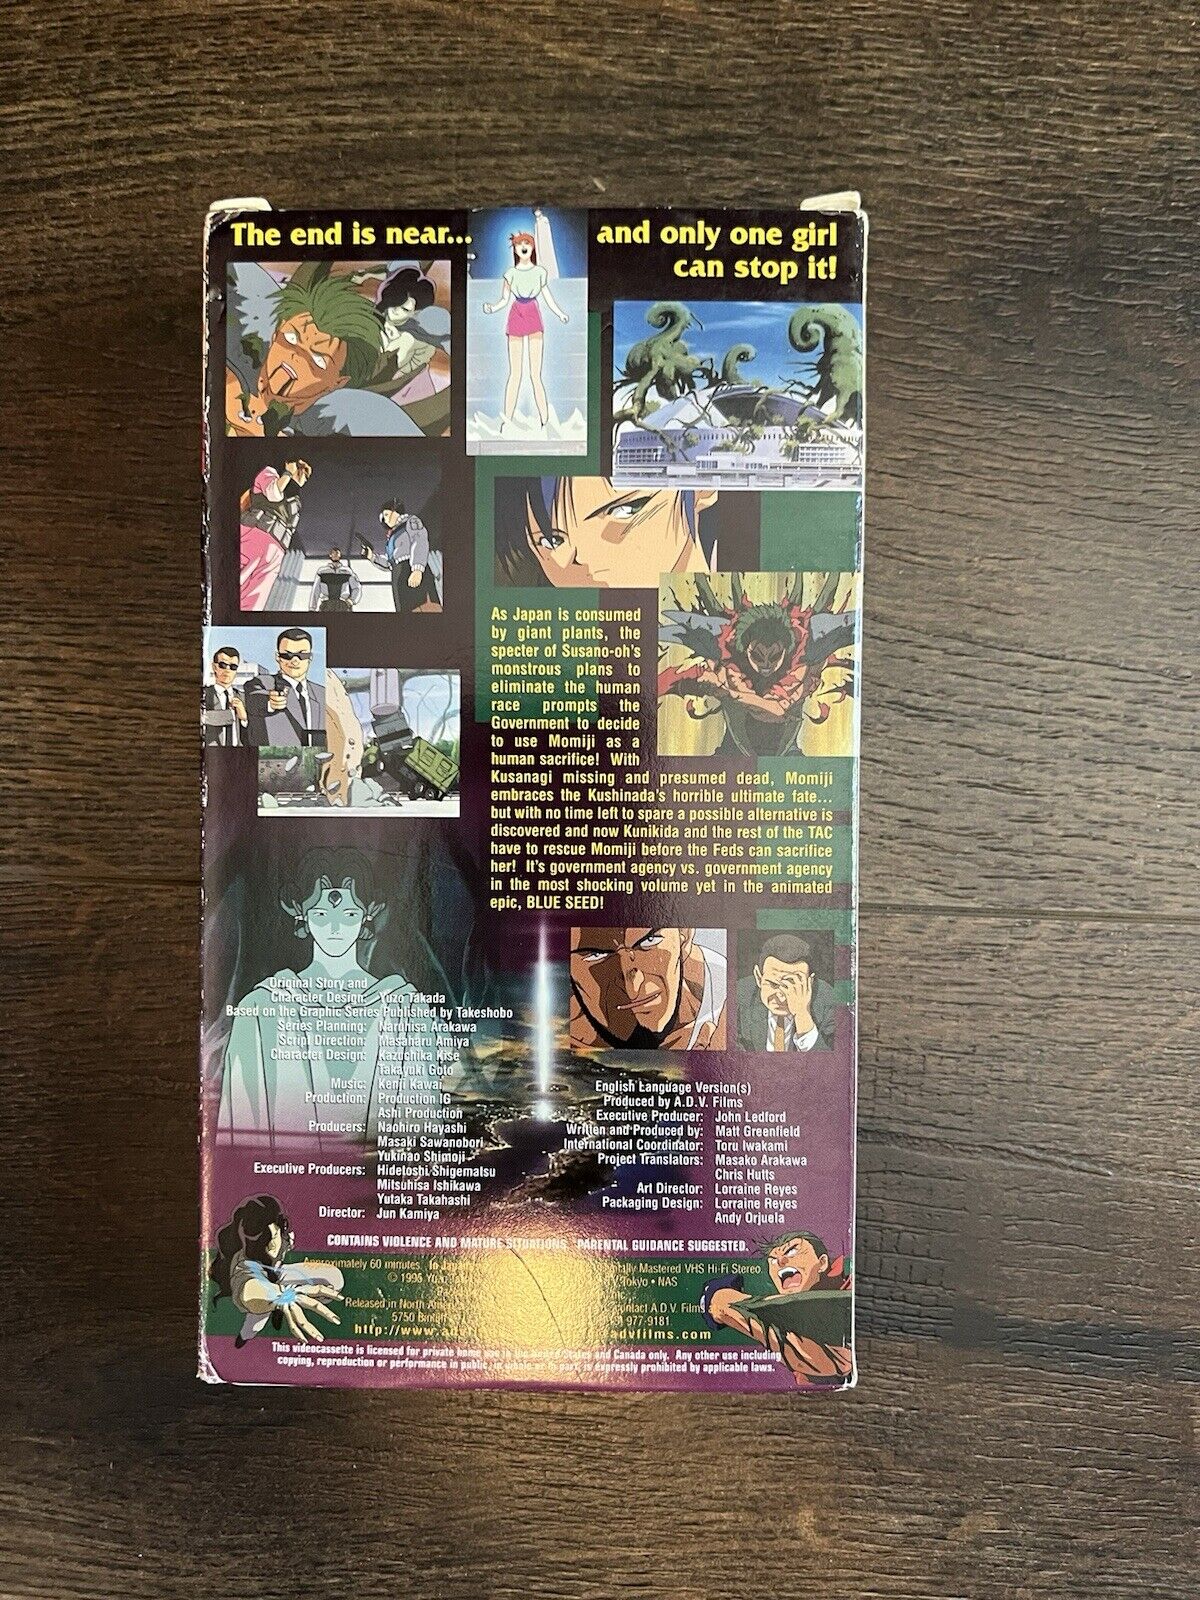 The end is near...
and only one girl
can stop it!
As Japan is consumed
by giant plants, the
specter of Susano-oh's
monstrous plans to
eliminate the human
race prompts the
Government to decide
to use Momiji as a
human sacrifice! With
Kusanagi missing and presumed dead, Momiji
embraces the Kushinada's horrible ultimate fate...
but with no time left to spare a possible alternative is
discovered and now Kunikida and the rest of the TAC
have to rescue Momiji before the Feds can sacrifice
her! It's government agency vs. government agency
in the most shocking volume yet in the animated
epic, BLUE SEED!
Original Story and
Character Design: Yuzo Takada
Based on the Graphic Series Published by Takeshobo
Series Planning: Naruhisa Arakawa
Script Direction: Masaharu Amiya
Character Design: Kazuchika Kise
Takayuki Goto
Music: Kenji Kawai
Production: Production IG
Ashi Production
Producers: Naohiro Hayashi
Masaki Sawanobori
Yukinao Shimoji
Executive Producers: Hidetoshi Shigematsu
Mitsuhisa Ishikawa
Yutaka Takahashi
Director: Jun Kamiya
English Language Version(s)
Produced by A.D.V. Films
Executive Producer: John Ledford
Written and Produced by: Matt Greenfield
International Coordinator: Toru Iwakami
Project Translators: Masako Arakawa
Chris Hutts
Art Director: Lorraine Reyes
Packaging Design: Lorraine Reyes
Andy Orjuela
CONTAINS VIOLENCE AND MATURE SITUATIONS. PARENTAL GUIDANCE SUGGESTED.
Approximately 60 minutes. In Mastered VHS Hi-Fi Stereo.
Tokyo • NAS
Released in North contact A.D.V. Films
5750 977-9181
http://www. advfilms.com
This videocassette is licensed for private home use in the United States and Canada only. Any other use including
copying, reproduction or performance in public, in whole or in part, is expressly prohibited by applicable laws.